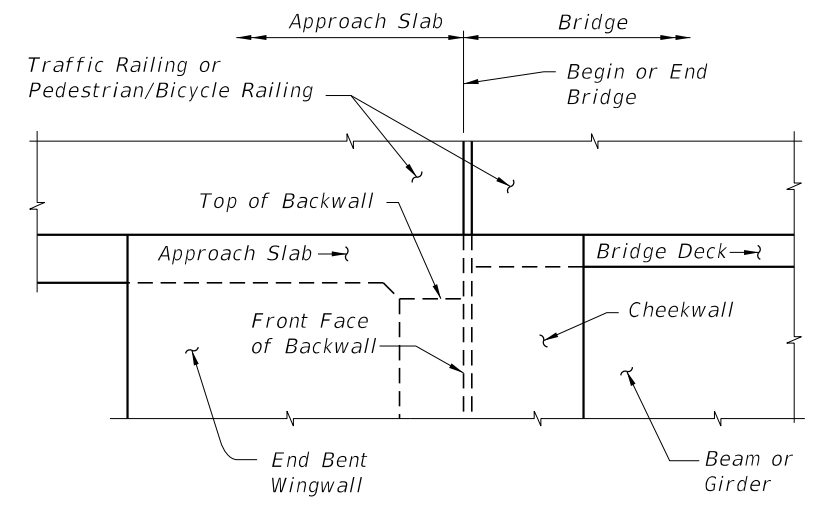 Approach Slab
Bridge
Traffic Railing or
Pedestrian/Bicycle Railing
Begin or End
Bridge
Top of Backwall
Approach Slab
Bridge Deck
Front Face
of Backwall
Cheekwall
End Bent
Wingwall
Beam or
Girder